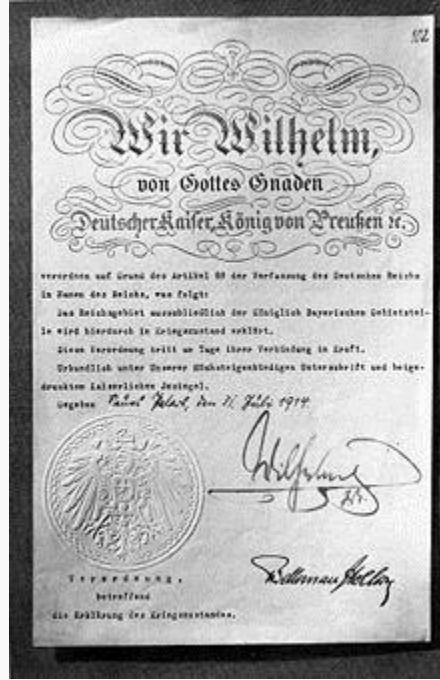 102
Wir Wilhelm,
von Gottes Gnaden
Deutscher Kaiser, König von Preußen ꝛc.
verordnen auf Grund des Artikel 68 der Verfassung des Deutschen Reichs
im Namen des Reichs, was folgt:
Das Reichsgebiet ausschließlich der Königlich Bayerischen Gebietstei-
le wird hierdurch in Kriegszustand erklärt.
Diese Verordnung tritt am Tage ihrer Verkündung in Kraft.
Urkundlich unter Unserer Höchsteigenhändigen Unterschrift und beige-
drucktem Kaiserlichen Insiegel.
Gegeben Neues Palais, den 31. Juli 1914.
Wilhelm
I.R.
Bethmann Hollweg
Verordnung,
betreffend
die Erklärung des Kriegszustandes.